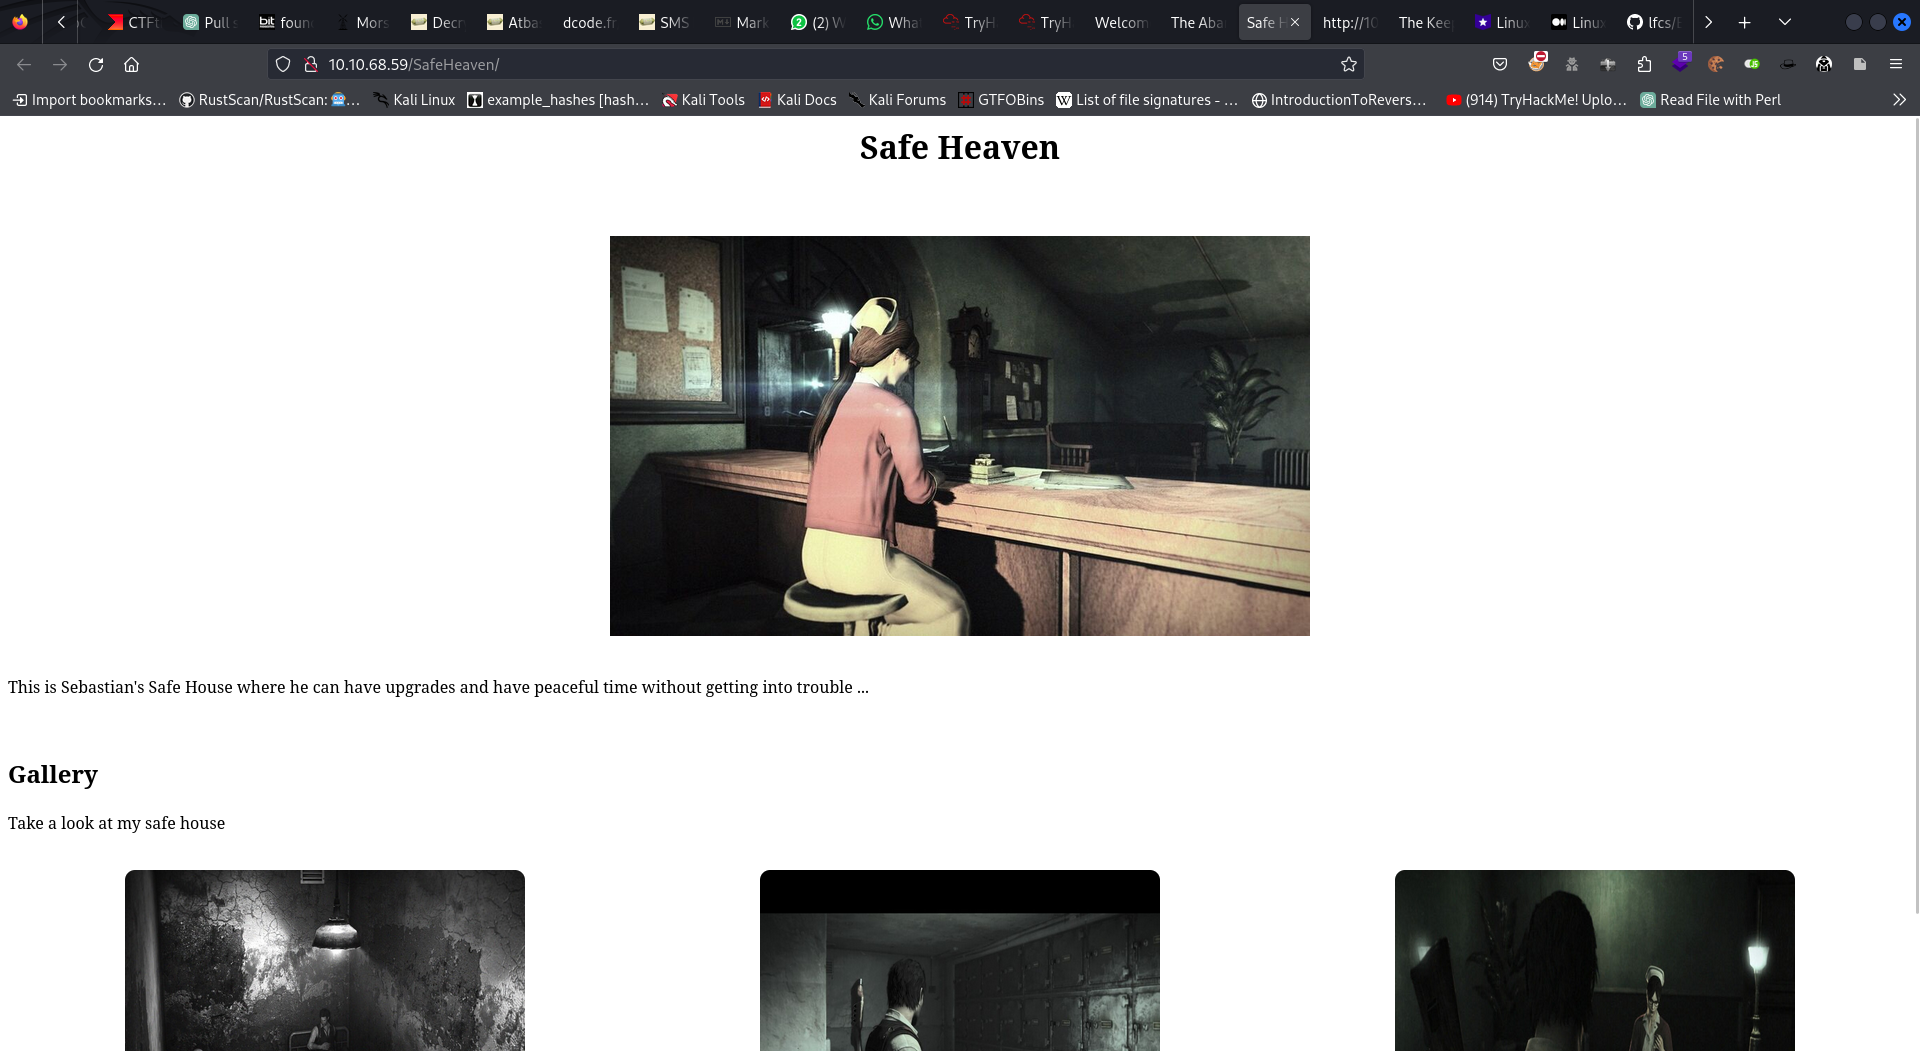 CTFt
Pull s
foun
Mors
Decr
Atba
dcode.fr
SMS
Mark
(2) W
What
TryH
TryH
Welcom
The Aba
Safe H
http://10
The Kee
Linux
Linux
lfcs/E
10.10.68.59/SafeHeaven/
5
Import bookmarks...
RustScan/RustScan: ...
Kali Linux
example_hashes [hash...
Kali Tools
Kali Docs
Kali Forums
GTFOBins
List of file signatures - ...
IntroductionToRevers...
(914) TryHackMe! Uplo...
Read File with Perl
Safe Heaven
This is Sebastian's Safe House where he can have upgrades and have peaceful time without getting into trouble ...
Gallery
Take a look at my safe house